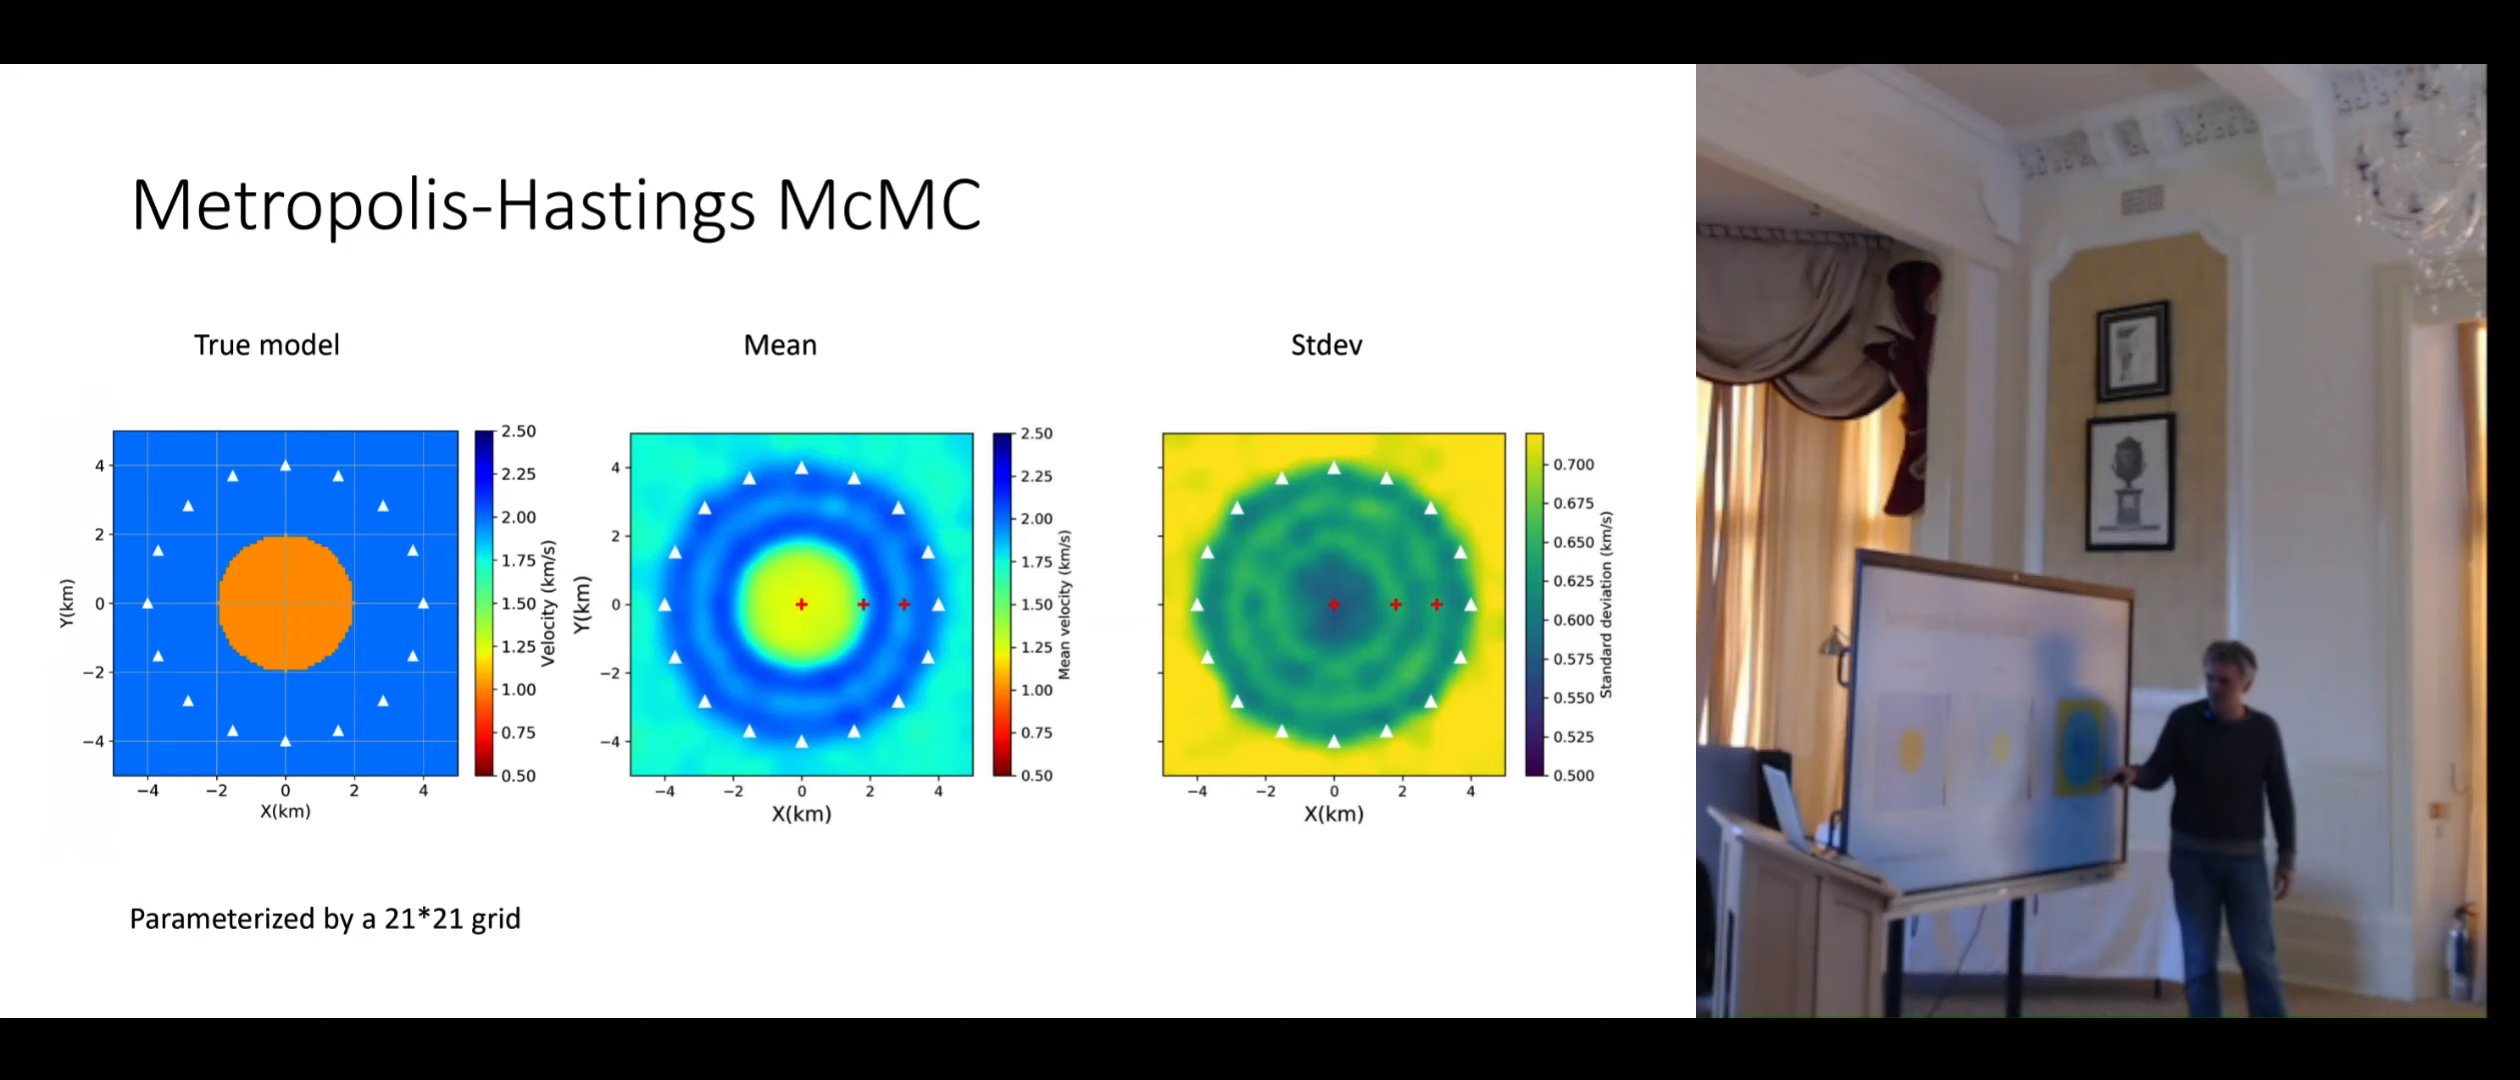 Metropolis-Hastings McMC
True model
Mean
Stdev
4
2
0
−2
−4
Y(km)
−4 −2 0 2 4
X(km)
2.50
2.25
2.00
1.75
1.50
1.25
1.00
0.75
0.50
Velocity (km/s)
4
2
0
−2
−4
Y(km)
−4 −2 0 2 4
X(km)
2.50
2.25
2.00
1.75
1.50
1.25
1.00
0.75
0.50
Mean velocity (km/s)
−4 −2 0 2 4
X(km)
0.700
0.675
0.650
0.625
0.600
0.575
0.550
0.525
0.500
Standard deviation (km/s)
Parameterized by a 21*21 grid